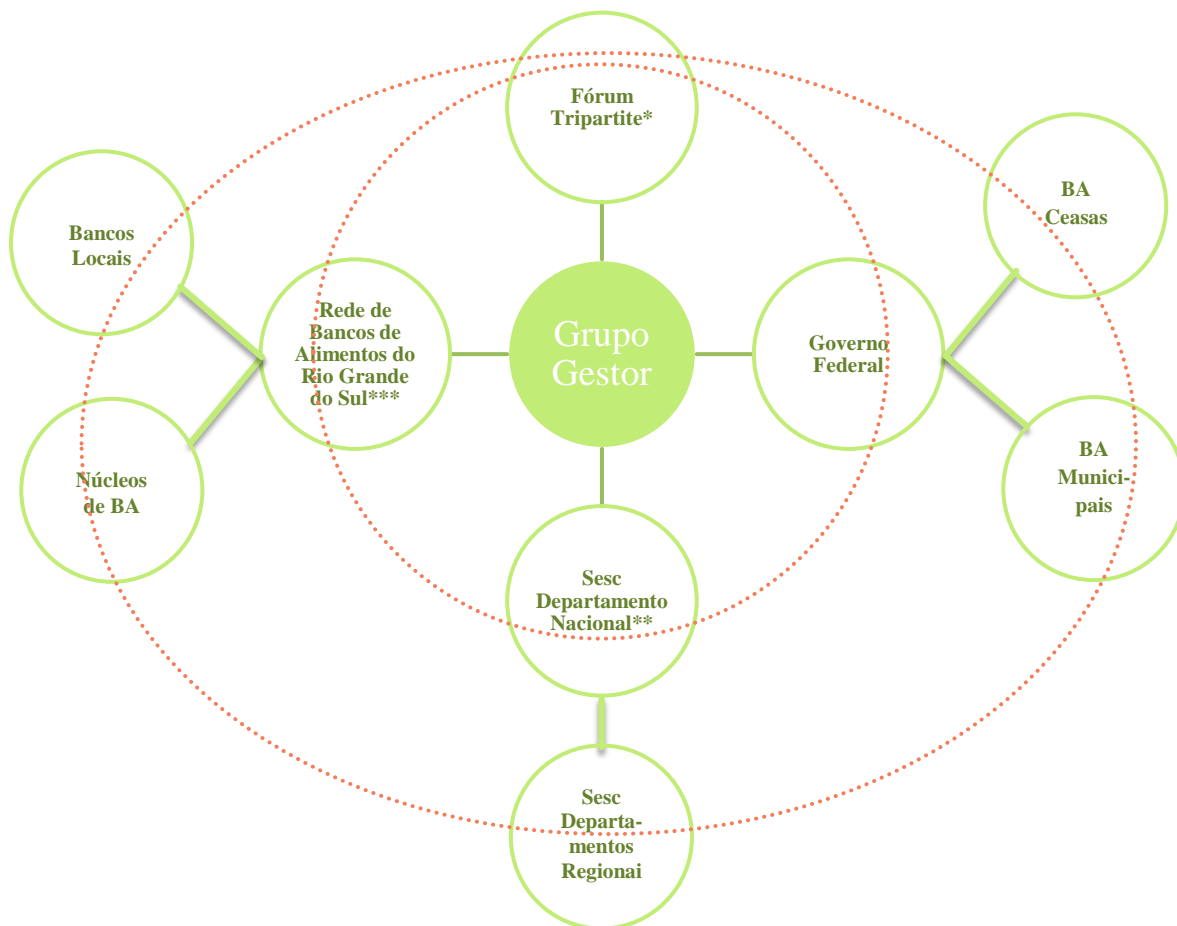 Fórum
Tripartite*
BA
Ceasas
Bancos
Locais
Rede de
Bancos de
Alimentos do
Rio Grande
do Sul***
Grupo
Gestor
Governo
Federal
Núcleos
de BA
BA
Municí-
pais
Sesc
Departamento
Nacional**
Sesc
Departa-
mentos
Regionai